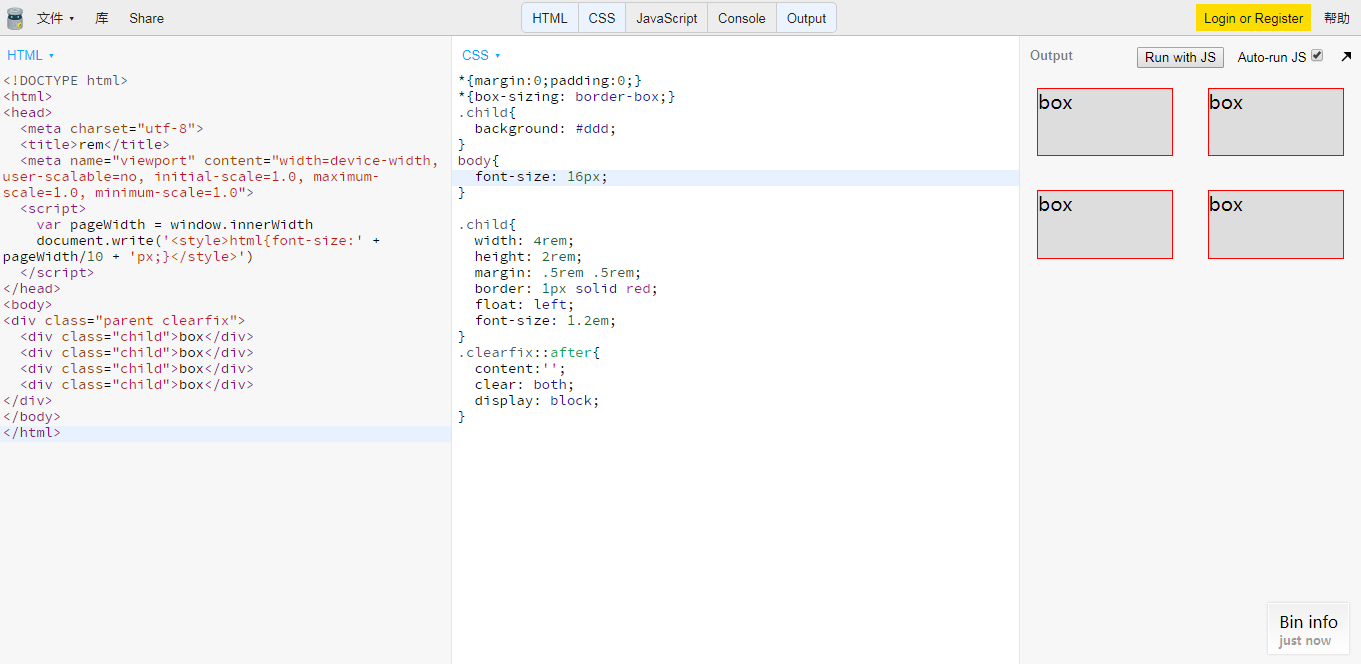 文件 ▾ 库 Share HTML CSS JavaScript Console Output Login or Register 帮助
HTML ▾
<!DOCTYPE html>
<html>
<head>
  <meta charset="utf-8">
  <title>rem</title>
  <meta name="viewport" content="width=device-width,
user-scalable=no, initial-scale=1.0, maximum-
scale=1.0, minimum-scale=1.0">
  <script>
    var pageWidth = window.innerWidth
    document.write('<style>html{font-size:' +
pageWidth/10 + 'px;}</style>')
  </script>
</head>
<body>
<div class="parent clearfix">
  <div class="child">box</div>
  <div class="child">box</div>
  <div class="child">box</div>
  <div class="child">box</div>
</div>
</body>
</html>
CSS ▾
*{margin:0;padding:0;}
*{box-sizing: border-box;}
.child{
  background: #ddd;
}
body{
  font-size: 16px;
}

.child{
  width: 4rem;
  height: 2rem;
  margin: .5rem .5rem;
  border: 1px solid red;
  float: left;
  font-size: 1.2em;
}
.clearfix::after{
  content:'';
  clear: both;
  display: block;
}
Output Run with JS Auto-run JS
box box
box box
Bin info
just now